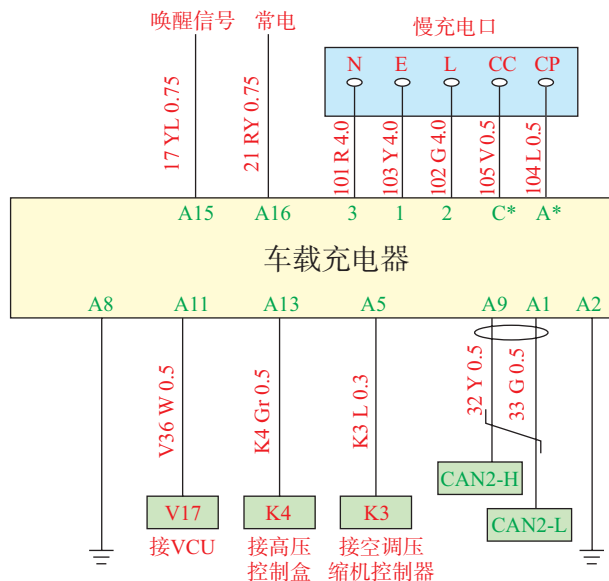 唤醒信号 常电 慢充电口
N E L CC CP
17 YL 0.75
21 RY 0.75
101 R 4.0
103 Y 4.0
102 G 4.0
105 V 0.5
104 L 0.5
A15 A16 3 1 2 C* A*
车载充电器
A8 A11 A13 A5 A9 A1 A2
V36 W 0.5
K4 Gr 0.5
K3 L 0.3
32 Y 0.5
33 G 0.5
CAN2-H
V17 K4 K3 CAN2-L
接VCU 接高压 接空调压
控制盒 缩机控制器